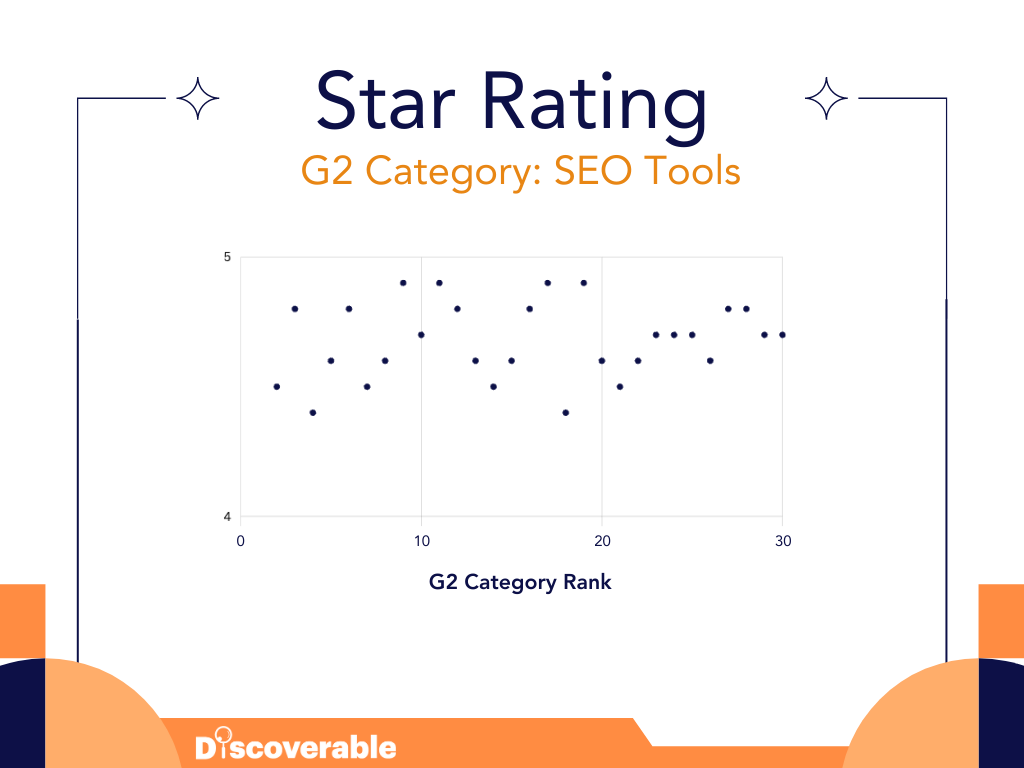 Star Rating
G2 Category: SEO Tools
5
4
0 10 20 30
G2 Category Rank
Discoverable